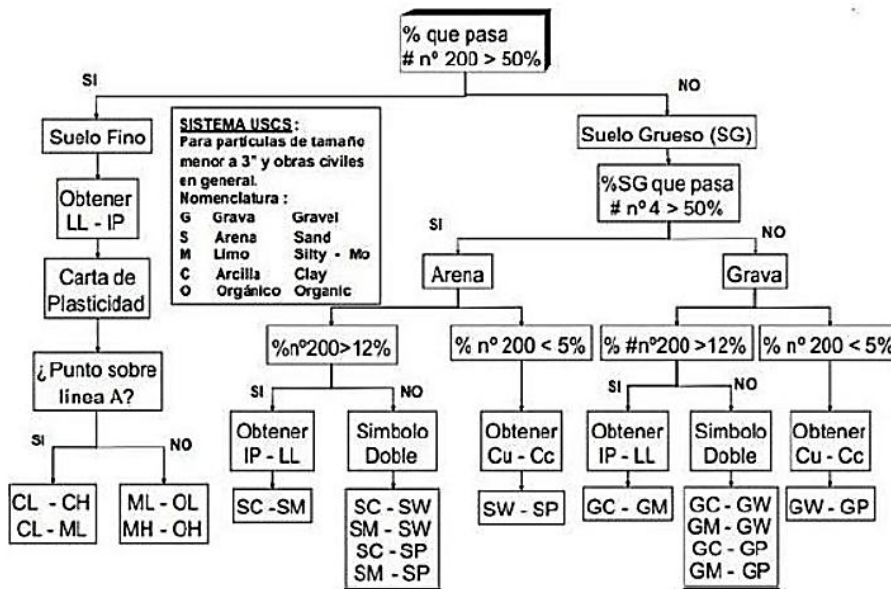 % que pasa
# nº 200 > 50%
SI
NO
Suelo Fino
Suelo Grueso (SG)
SISTEMA USCS:
Para partículas de tamaño
menor a 3" y obras civiles
en general.
Nomenclatura :
G Grava Gravel
S Arena Sand
M Limo Silty - Mo
C Arcilla Clay
O Orgánico Organic
Obtener
LL - IP
%SG que pasa
# nº 4 > 50%
SI
NO
Carta de
Plasticidad
Arena
Grava
%nº200>12%
% nº 200 < 5%
% #nº200 >12%
% nº 200 < 5%
¿Punto sobre
línea A?
SI
NO
SI
NO
SI
NO
Obtener
IP - LL
Simbolo
Doble
Obtener
Cu - Cc
Obtener
IP - LL
Simbolo
Doble
Obtener
Cu - Cc
CL - CH
CL - ML
ML - OL
MH - OH
SC -SM
SC - SW
SM - SW
SC - SP
SM - SP
SW - SP
GC - GM
GC - GW
GM - GW
GC - GP
GM - GP
GW - GP